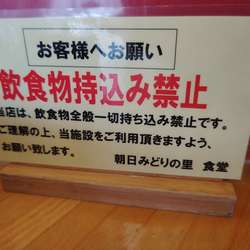 お客様へお願い
飲食物持込み禁止
当店は、飲食物全般一切持ち込み禁止です。
ご理解の上、当施設をご利用頂きますよう、
お願い致します。
朝日みどりの里 食堂